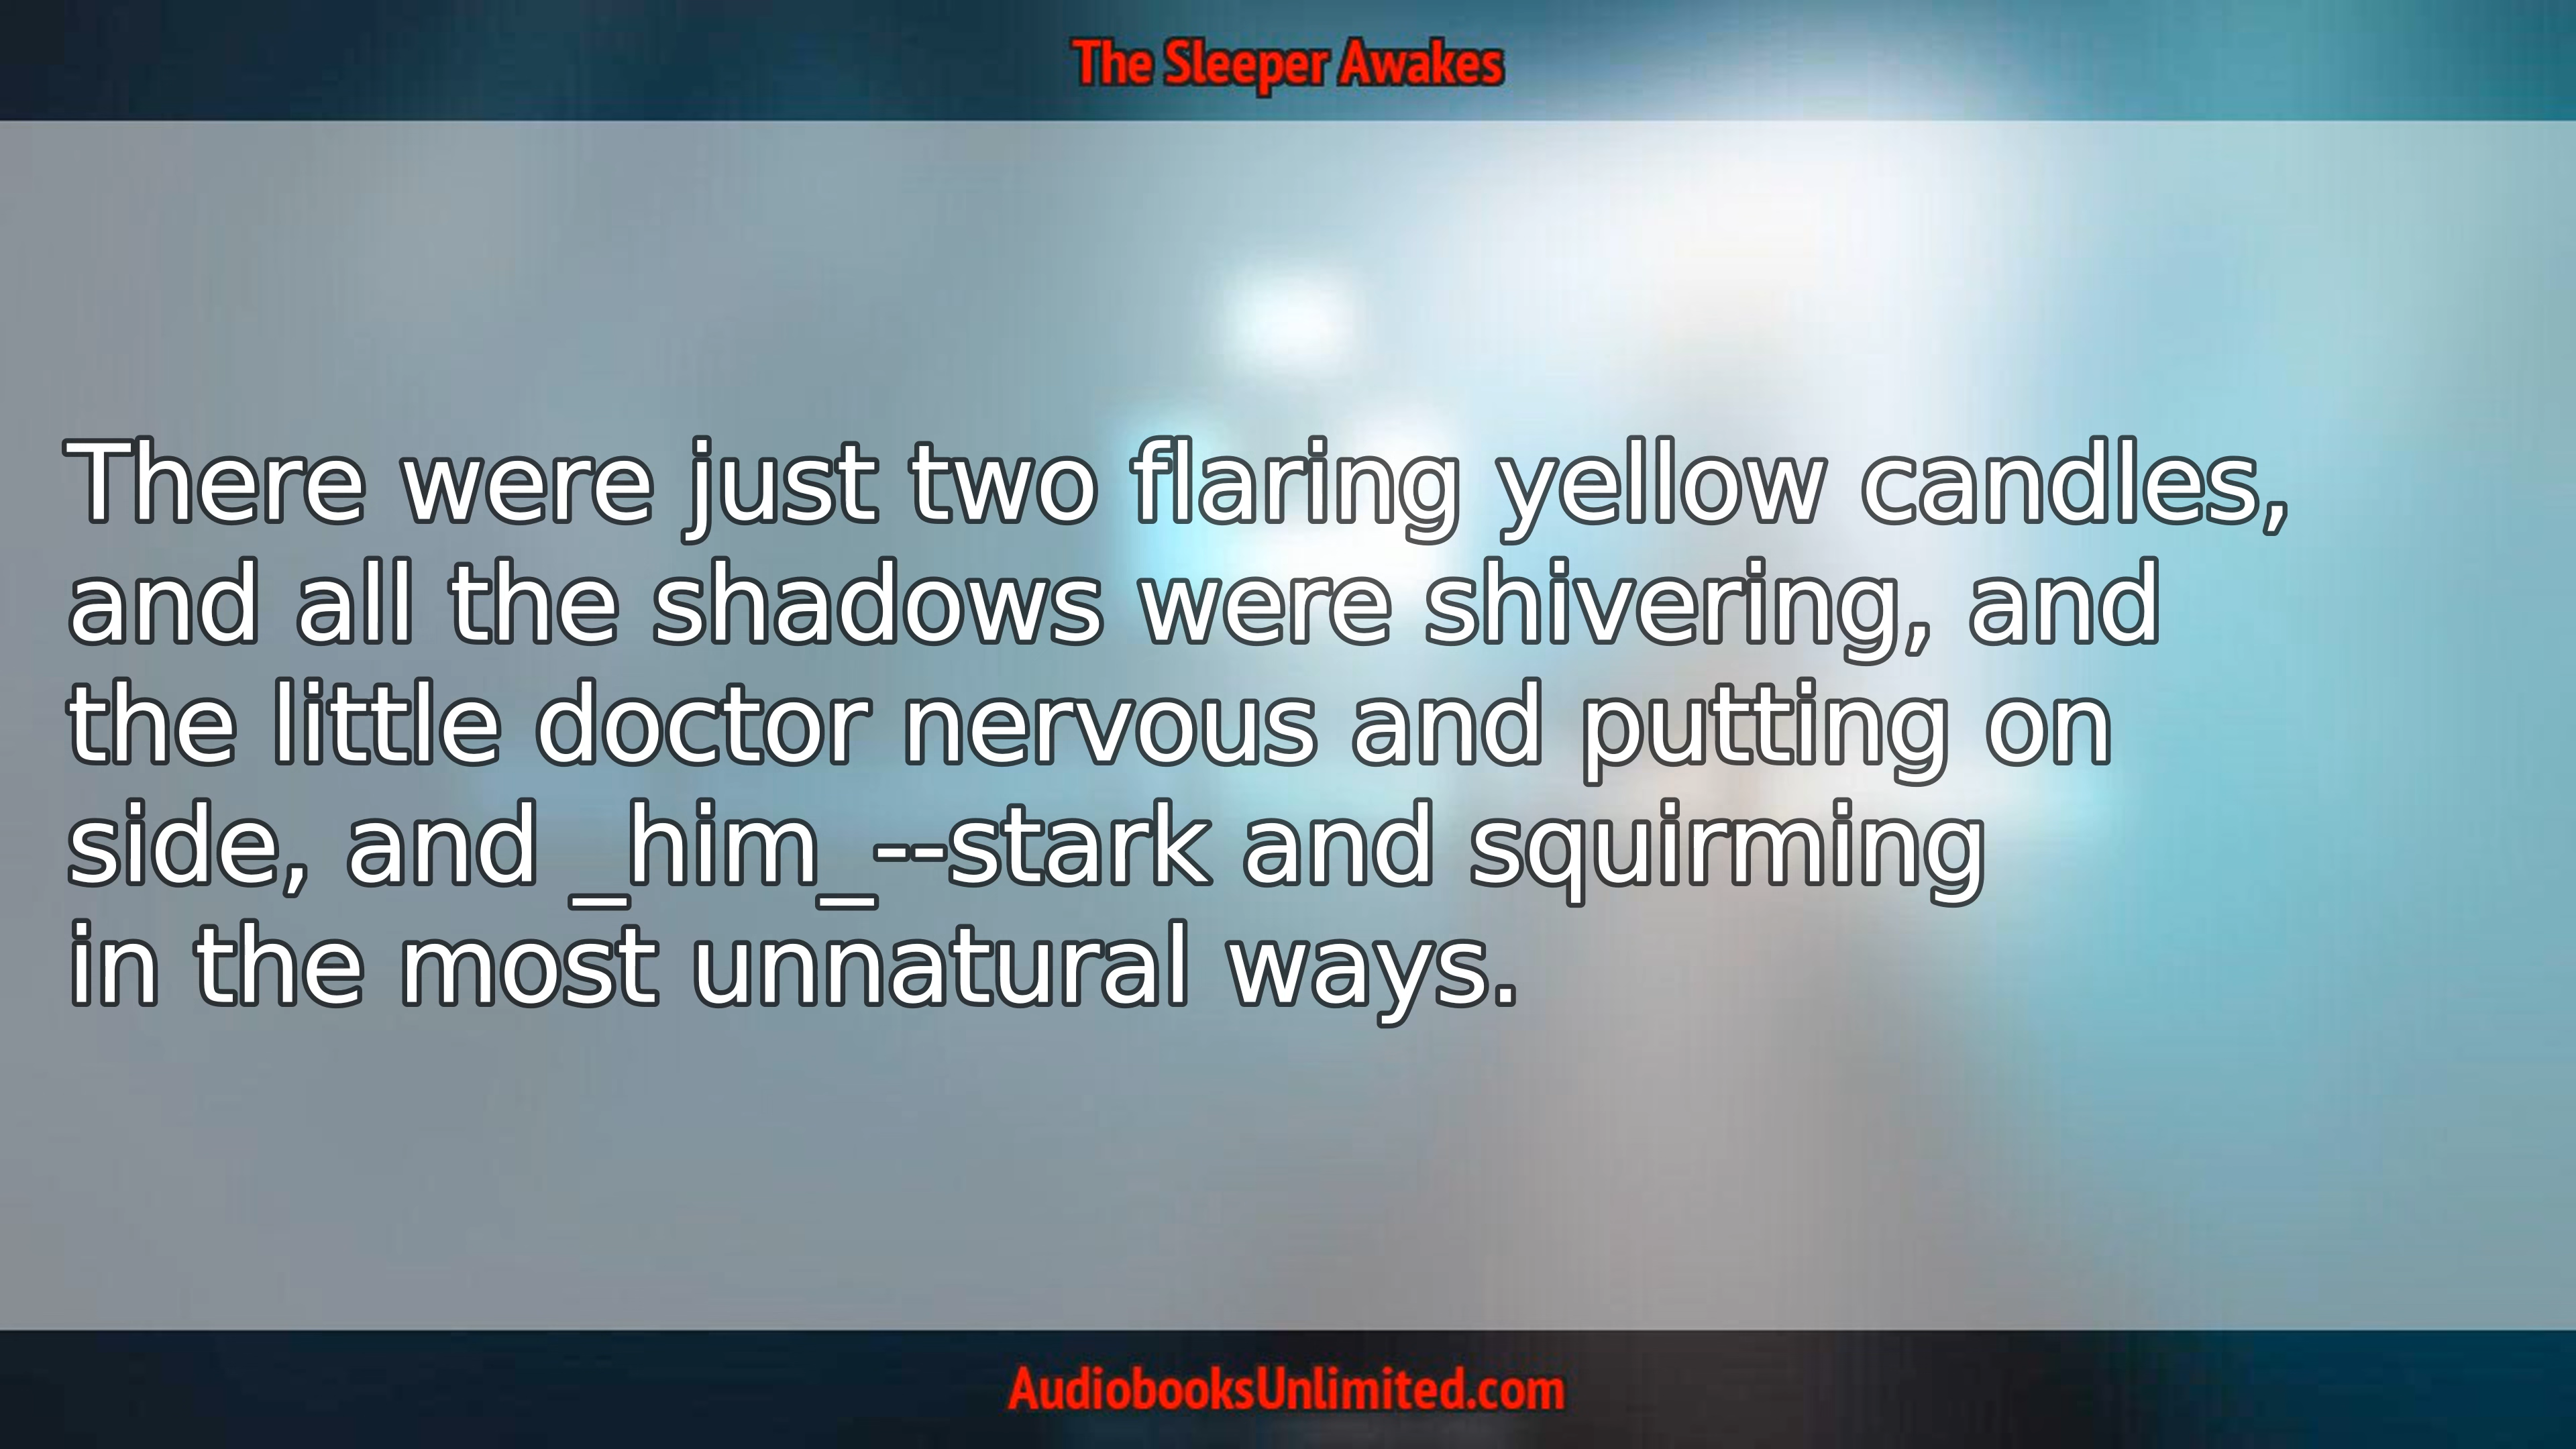 The Sleeper Awakes
There were just two flaring yellow candles,
and all the shadows were shivering, and
the little doctor nervous and putting on
side, and _him_--stark and squirming
in the most unnatural ways.
AudiobooksUnlimited.com